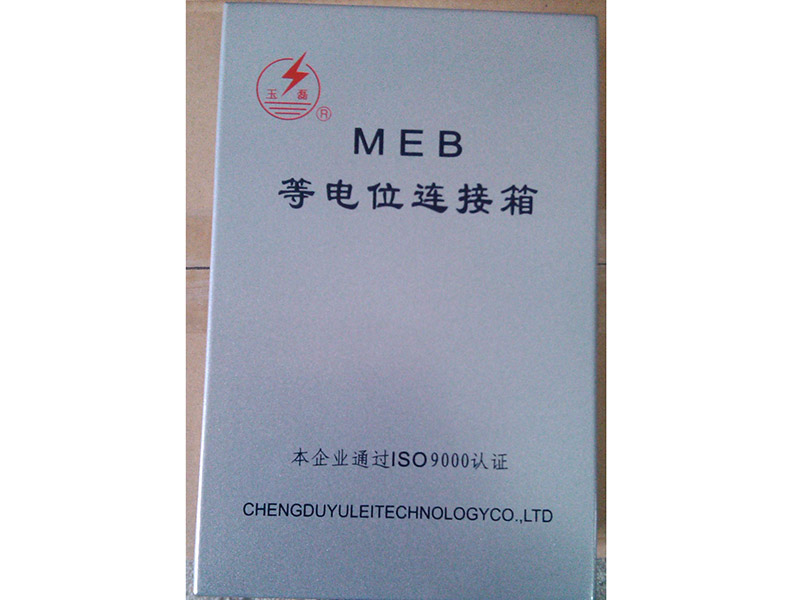 玉 磊
®
MEB
等电位连接箱
本企业通过ISO9000认证
CHENGDUYULEITECHNOLOGYCO.,LTD